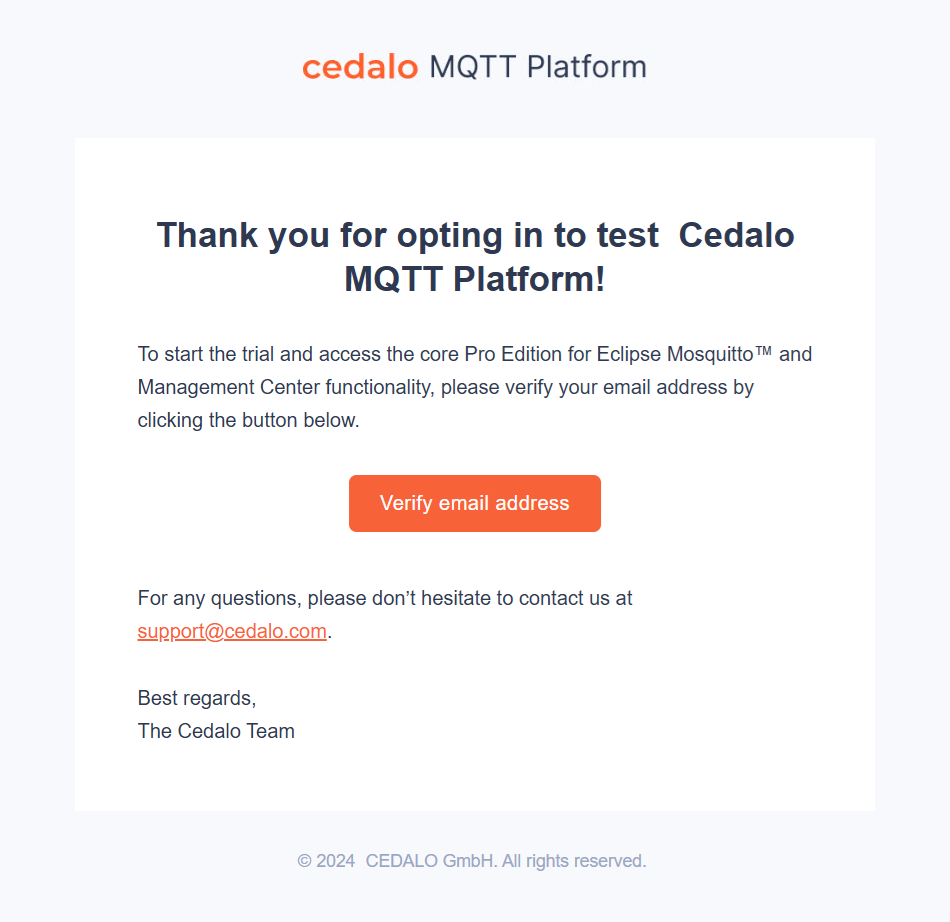 cedalo MQTT Platform
Thank you for opting in to test  Cedalo
MQTT Platform!
To start the trial and access the core Pro Edition for Eclipse Mosquitto™ and
Management Center functionality, please verify your email address by
clicking the button below.
Verify email address
For any questions, please don’t hesitate to contact us at
support@cedalo.com.
Best regards,
The Cedalo Team
© 2024  CEDALO GmbH. All rights reserved.